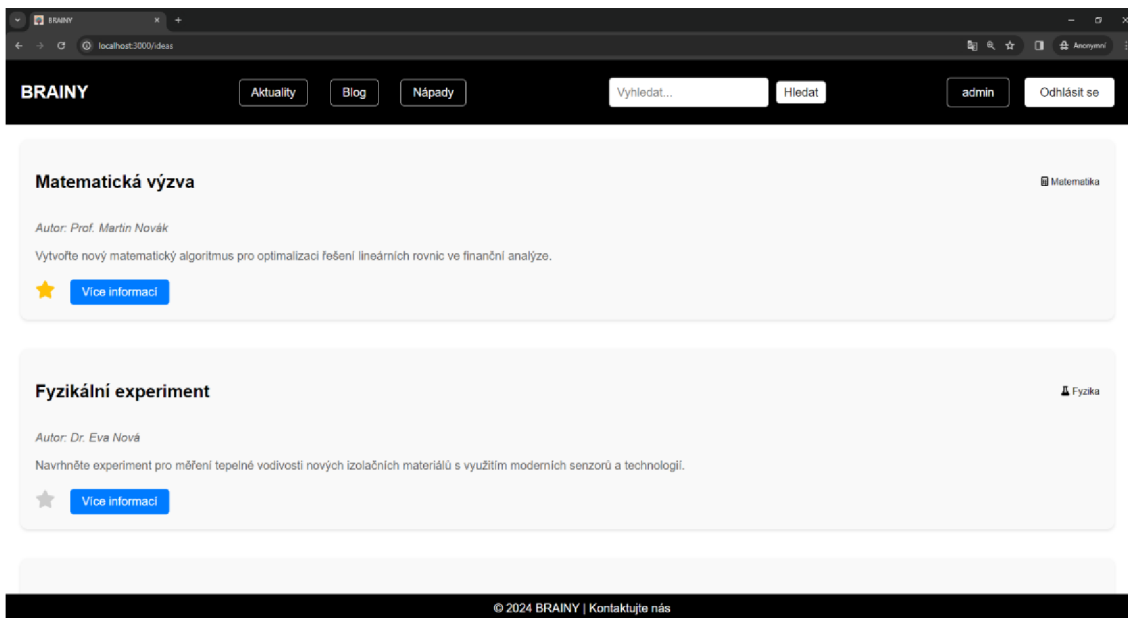 BRAINY
localhost:3000/ideas
Anonymní
BRAINY Aktuality Blog Nápady Vyhledat... Hledat admin Odhlásit se
Matematická výzva Matematika
Autor: Prof. Martin Novák
Vytvořte nový matematický algoritmus pro optimalizaci řešení lineárních rovnic ve finanční analýze.
Více informací
Fyzikální experiment Fyzika
Autor: Dr. Eva Nová
Navrhněte experiment pro měření tepelné vodivosti nových izolačních materiálů s využitím moderních senzorů a technologií.
Více informací
© 2024 BRAINY | Kontaktujte nás